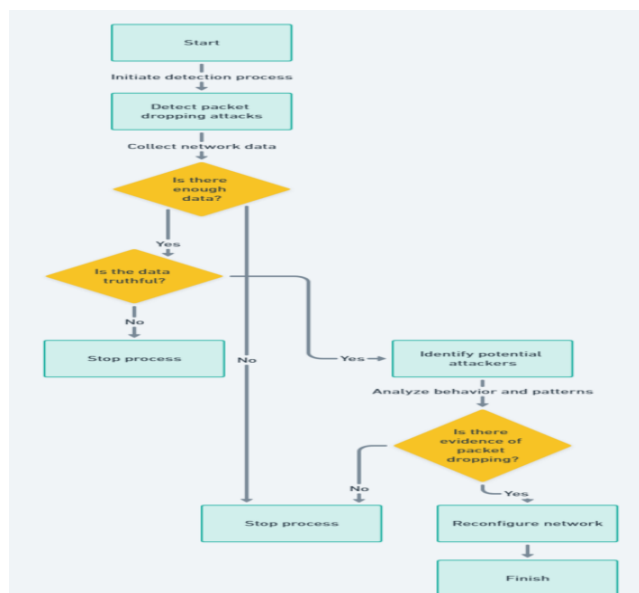 Start
Initiate detection process
Detect packet
dropping attacks
Collect network data
Is there
enough
data?
Yes
Is the data
truthful?
No
Stop process
No
Yes
Identify potential
attackers
Analyze behavior and patterns
Is there
evidence of
packet
dropping?
No
Yes
Stop process
Reconfigure network
Finish